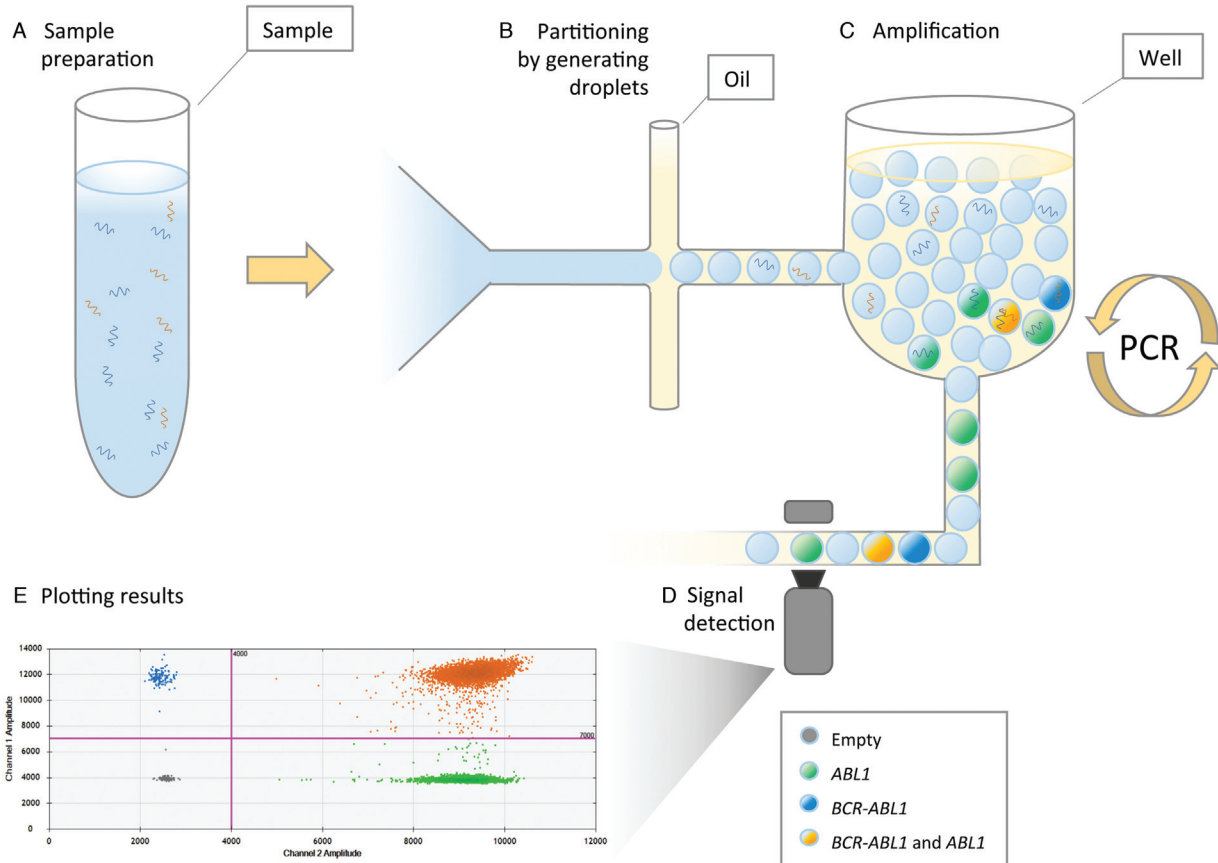 A Sample
preparation
Sample
B Partitioning
by generating
droplets
Oil
C Amplification
Well
PCR
D Signal
detection
E Plotting results
14000
12000
10000
8000
6000
4000
2000
0
4000
7000
0
2000
4000
6000
8000
10000
12000
Channel 1 Amplitude
Channel 2 Amplitude
Empty
ABL1
BCR-ABL1
BCR-ABL1 and ABL1